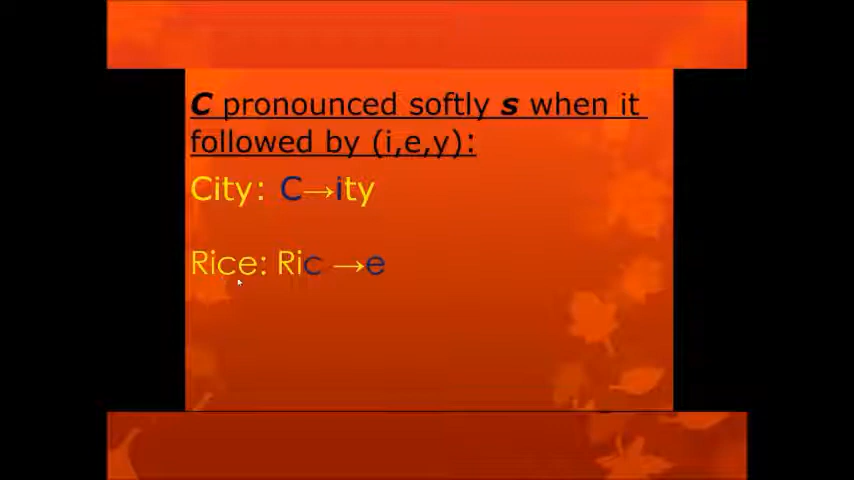 C pronounced softly s when it
followed by (i,e,y):
City: C→ity
Rice: Ric →e